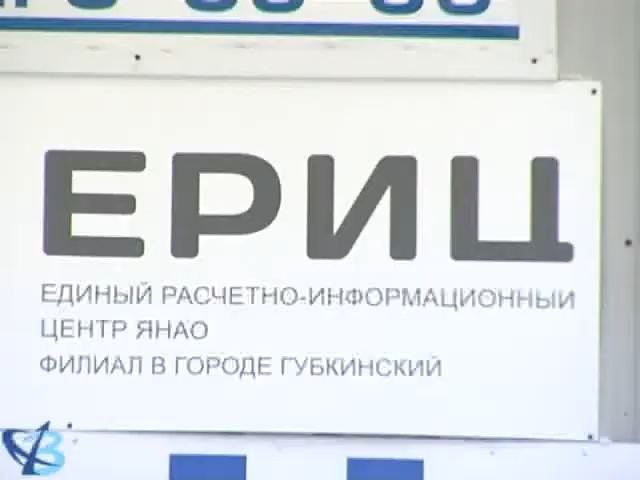 ЕРИЦ
ЕДИНЫЙ РАСЧЕТНО-ИНФОРМАЦИОННЫЙ
ЦЕНТР ЯНАО
ФИЛИАЛ В ГОРОДЕ ГУБКИНСКИЙ